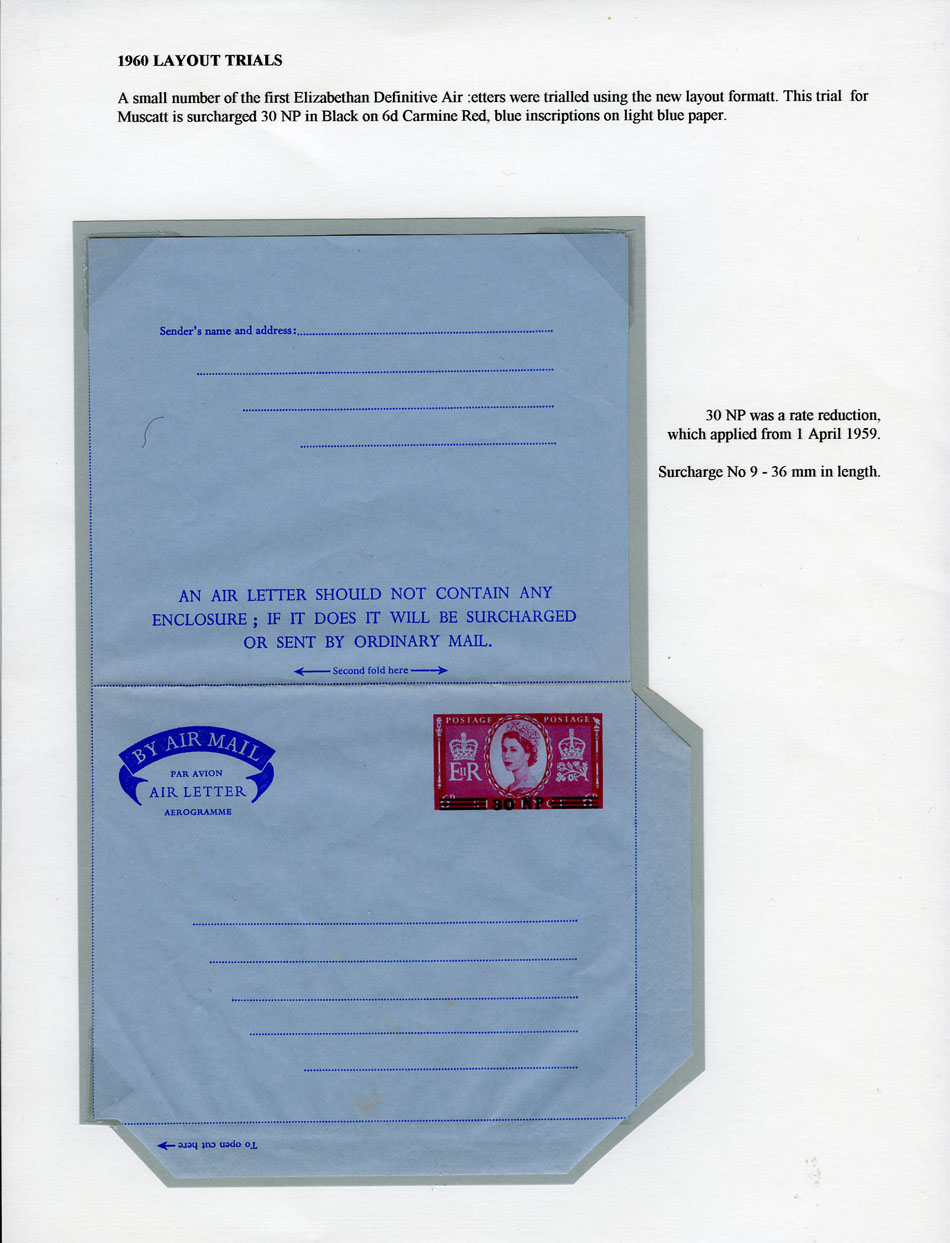 1960 LAYOUT TRIALS
A small number of the first Elizabethan Definitive Air :etters were trialled using the new layout formatt. This trial for
Muscatt is surcharged 30 NP in Black on 6d Carmine Red, blue inscriptions on light blue paper.
Sender's name and address:
30 NP was a rate reduction,
which applied from 1 April 1959.
Surcharge No 9 - 36 mm in length.
AN AIR LETTER SHOULD NOT CONTAIN ANY
ENCLOSURE ; IF IT DOES IT WILL BE SURCHARGED
OR SENT BY ORDINARY MAIL.
Second fold here
BY AIR MAIL
PAR AVION
AIR LETTER
AEROGRAMME
POSTAGE POSTAGE
EIIR
30 NP
To open cut here